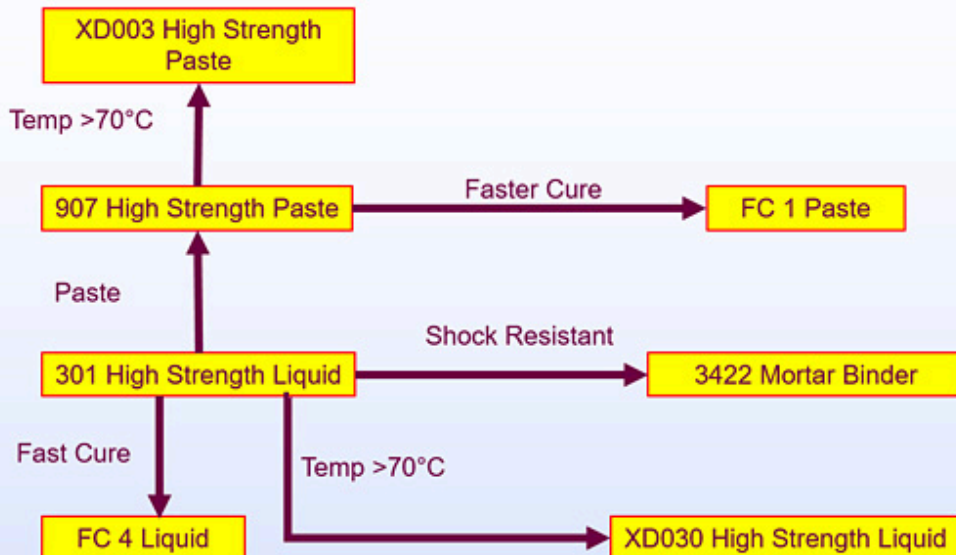 XD003 High Strength
Paste
Temp >70°C
907 High Strength Paste
Faster Cure
FC 1 Paste
Paste
Shock Resistant
301 High Strength Liquid
3422 Mortar Binder
Fast Cure
Temp >70°C
FC 4 Liquid
XD030 High Strength Liquid